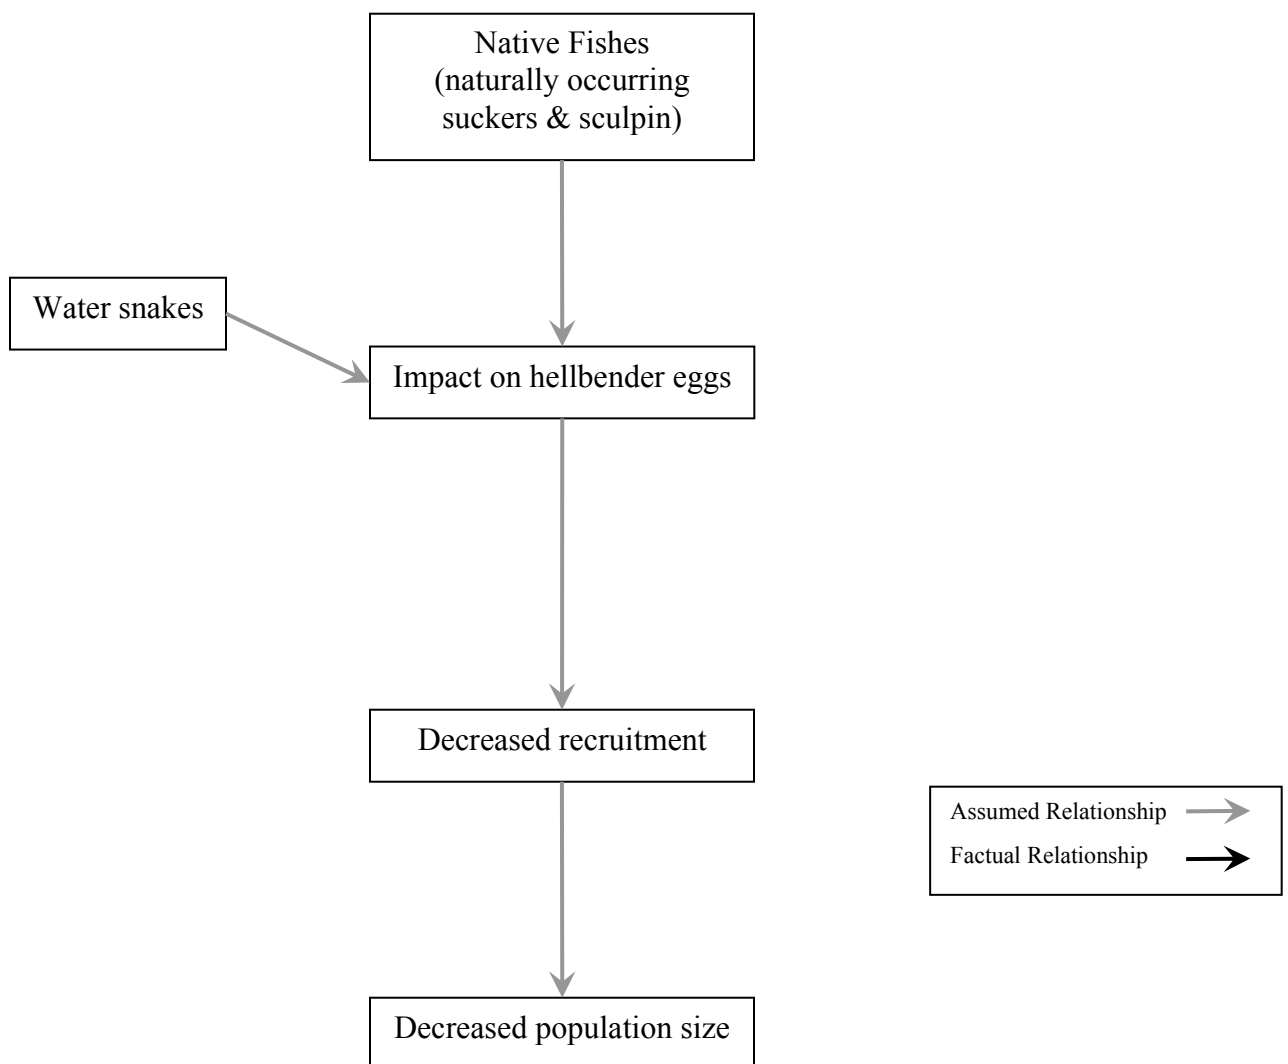 Native Fishes
(naturally occurring
suckers & sculpin)
Water snakes
Impact on hellbender eggs
Decreased recruitment
Assumed Relationship
Factual Relationship
Decreased population size